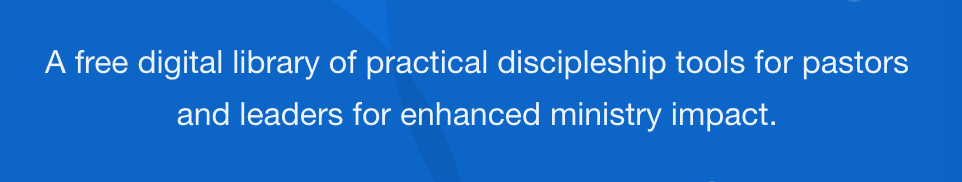 A free digital library of practical discipleship tools for pastors
and leaders for enhanced ministry impact.